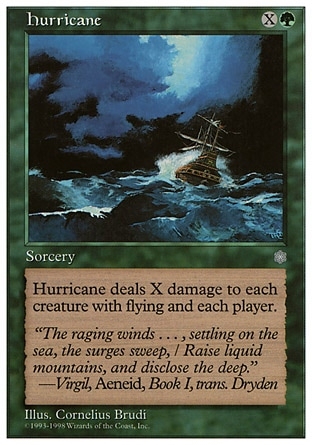 Hurricane X
Sorcery
Hurricane deals X damage to each
creature with flying and each player.
“The raging winds . . . , settling on the
sea, the surges sweep, / Raise liquid
mountains, and disclose the deep.”
—Virgil, Aeneid, Book I, trans. Dryden
Illus. Cornelius Brudi
© 1993-1998 Wizards of the Coast, Inc.